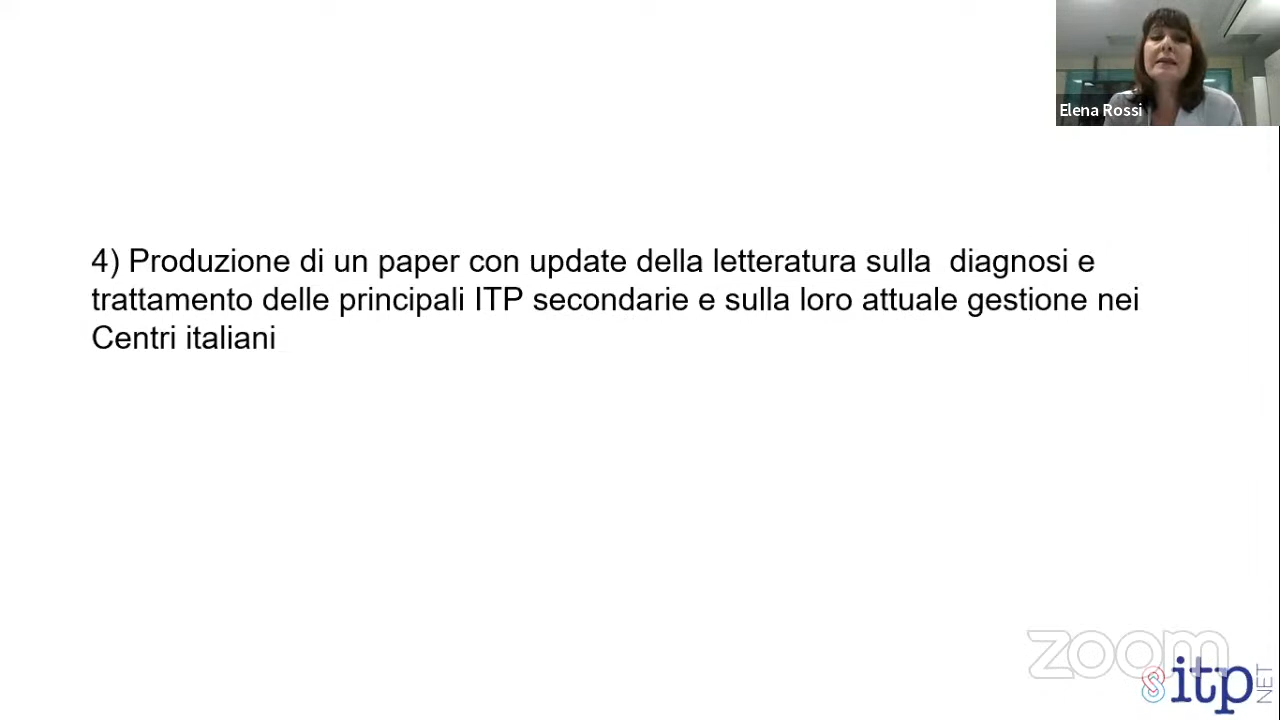 Elena Rossi
4) Produzione di un paper con update della letteratura sulla  diagnosi e
trattamento delle principali ITP secondarie e sulla loro attuale gestione nei
Centri italiani
zoom
itp
NET